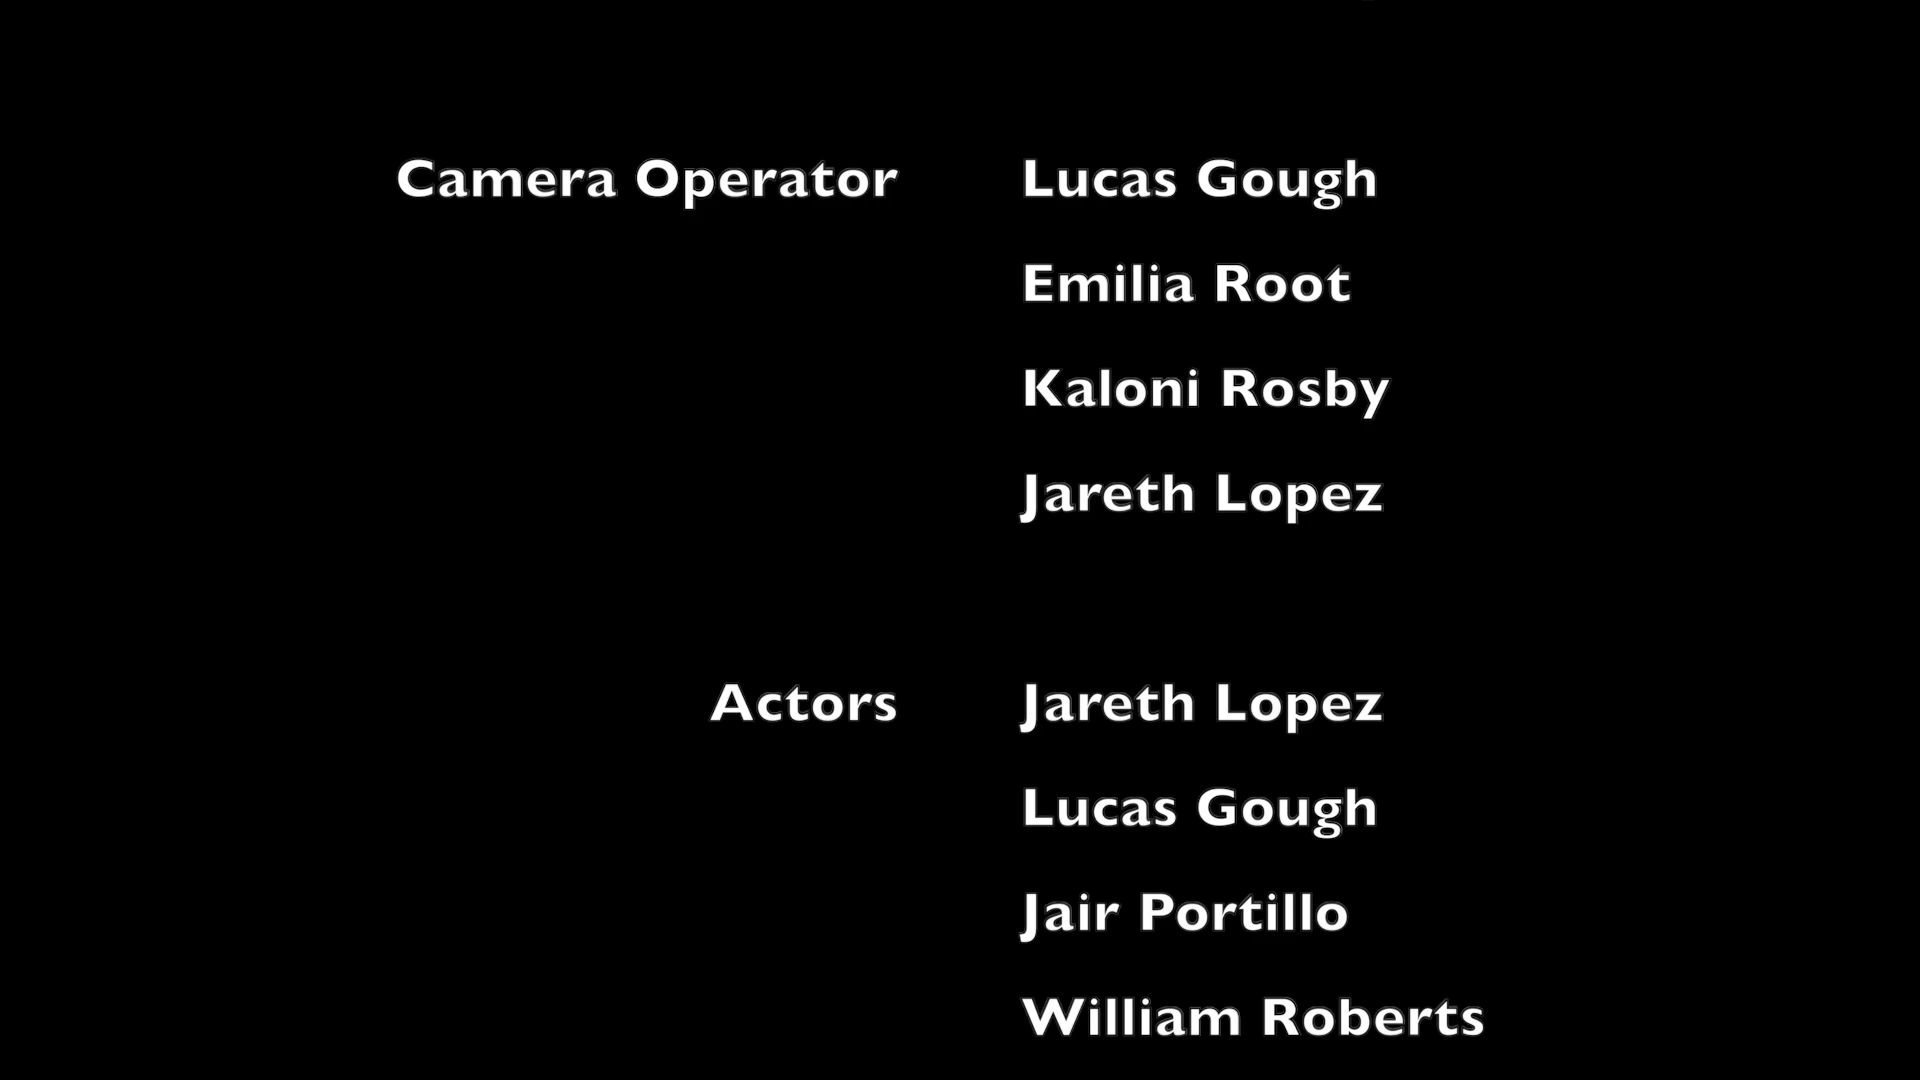 Camera Operator Lucas Gough
Emilia Root
Kaloni Rosby
Jareth Lopez
Actors Jareth Lopez
Lucas Gough
Jair Portillo
William Roberts